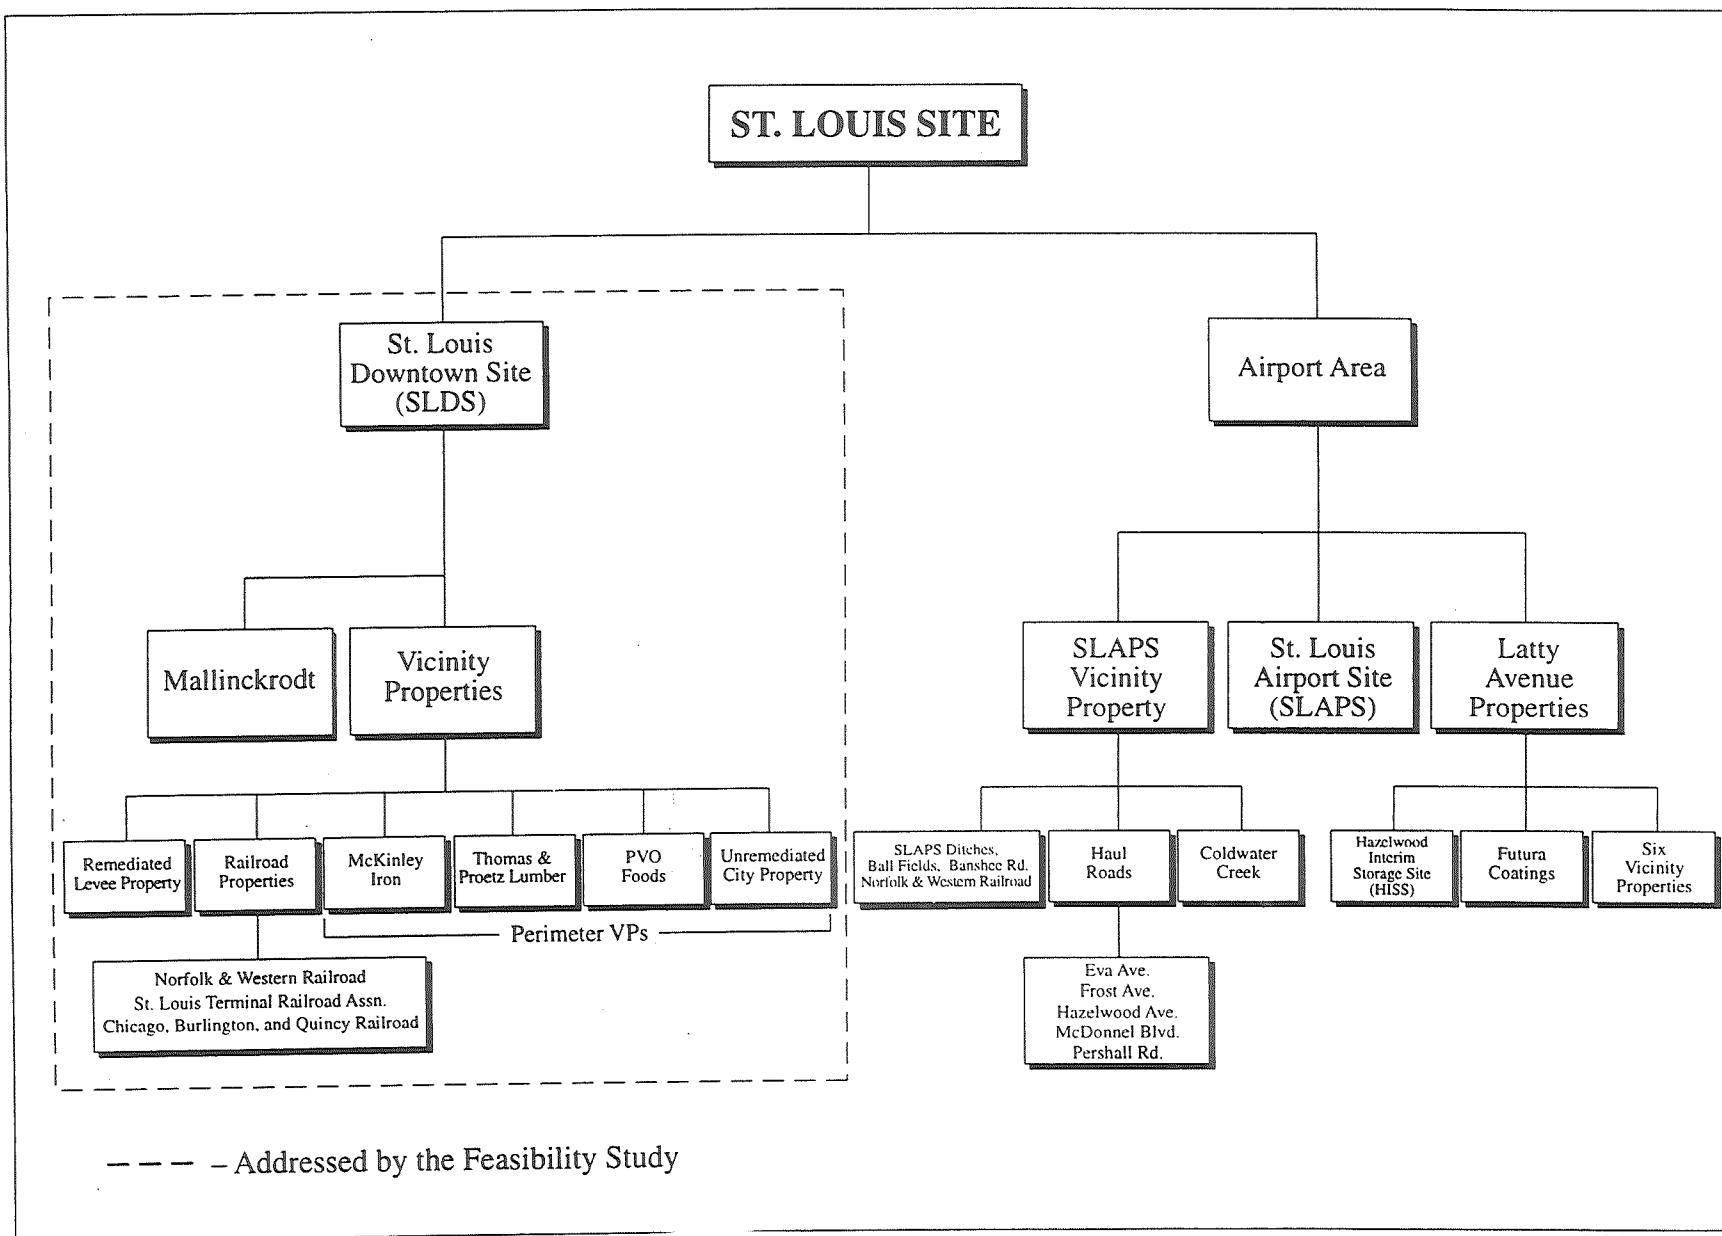 ST. LOUIS SITE
St. Louis
Downtown Site
(SLDS)
Airport Area
Mallinckrodt
Vicinity
Properties
SLAPS
Vicinity
Property
St. Louis
Airport Site
(SLAPS)
Latty
Avenue
Properties
Remediated
Levee Property
Railroad
Properties
McKinley
Iron
Thomas &
Proetz Lumber
PVO
Foods
Unremediated
City Property
SLAPS Ditches,
Ball Fields, Banshee Rd.
Norfolk & Western Railroad
Haul
Roads
Coldwater
Creek
Hazelwood
Interim
Storage Site
(HISS)
Futura
Coatings
Six
Vicinity
Properties
Perimeter VPs
Norfolk & Western Railroad
St. Louis Terminal Railroad Assn.
Chicago, Burlington, and Quincy Railroad
Eva Ave.
Frost Ave.
Hazelwood Ave.
McDonnel Blvd.
Pershall Rd.
– Addressed by the Feasibility Study